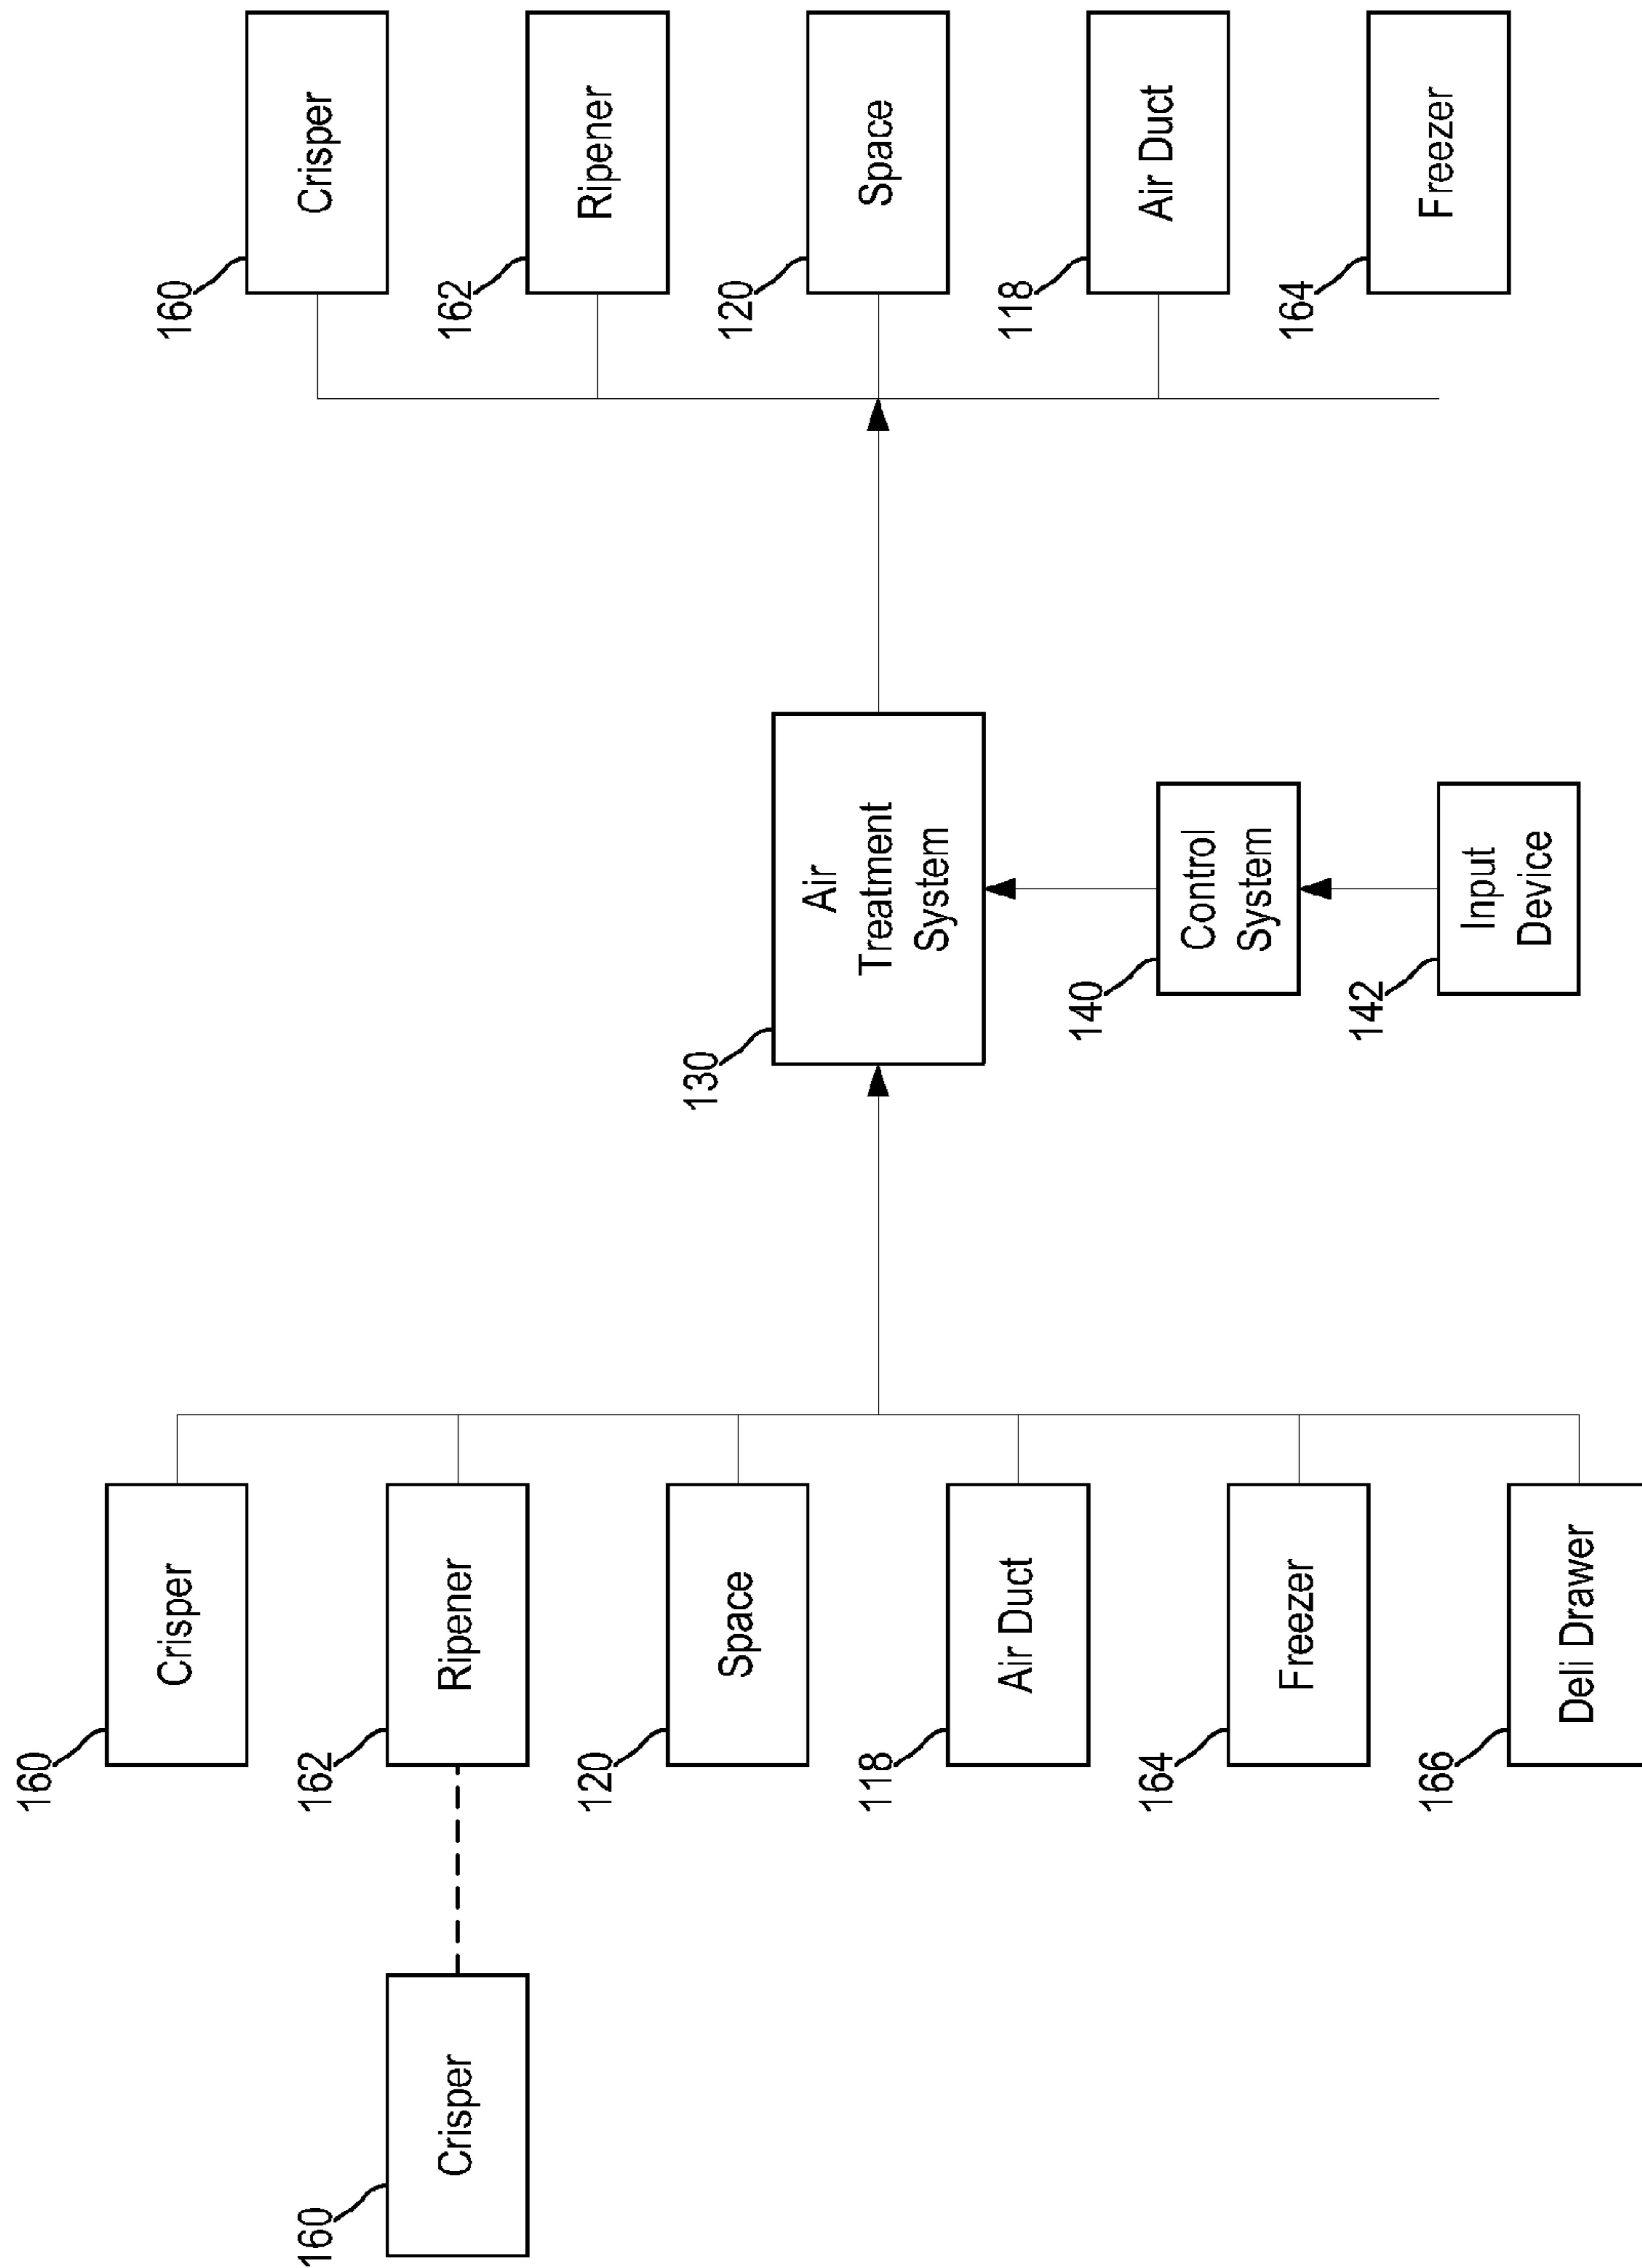 160
Crisper
160
Crisper
162
Ripener
120
Space
118
Air Duct
164
Freezer
166
Deli Drawer
130
Air
Treatment
System
140
Control
System
142
Input
Device
160
Crisper
162
Ripener
120
Space
118
Air Duct
164
Freezer